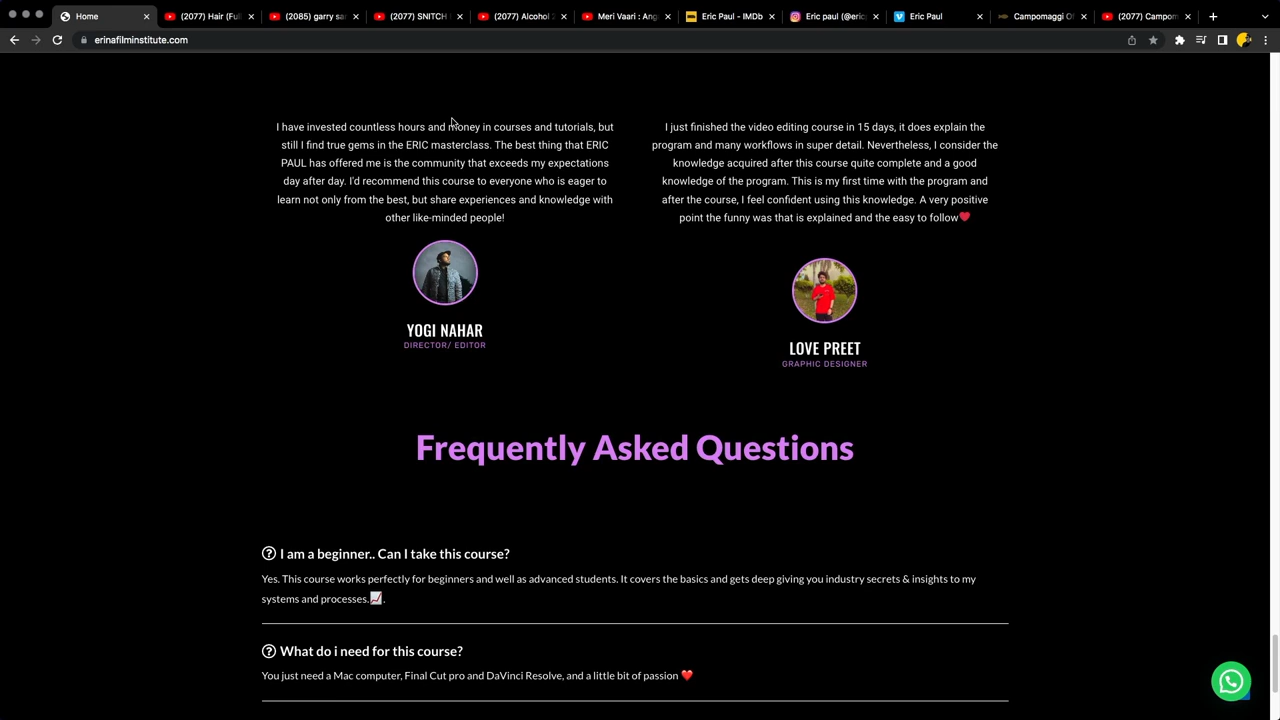 Home
(2077) Hair (Ful
(2085) garry sar
(2077) SNITCH
(2077) Alcohol
Meri Vaari : Ang
Eric Paul - IMDb
Eric paul (@eric
Eric Paul
Campomaggi Of
(2077) Campom
erinafilminstitute.com
I have invested countless hours and money in courses and tutorials, but
still I find true gems in the ERIC masterclass. The best thing that ERIC
PAUL has offered me is the community that exceeds my expectations
day after day. I'd recommend this course to everyone who is eager to
learn not only from the best, but share experiences and knowledge with
other like-minded people!
YOGI NAHAR
DIRECTOR/ EDITOR
I just finished the video editing course in 15 days, it does explain the
program and many workflows in super detail. Nevertheless, I consider the
knowledge acquired after this course quite complete and a good
knowledge of the program. This is my first time with the program and
after the course, I feel confident using this knowledge. A very positive
point the funny was that is explained and the easy to follow❤️
LOVE PREET
GRAPHIC DESIGNER
Frequently Asked Questions
I am a beginner.. Can I take this course?
Yes. This course works perfectly for beginners and well as advanced students. It covers the basics and gets deep giving you industry secrets & insights to my
systems and processes.📈.
What do i need for this course?
You just need a Mac computer, Final Cut pro and DaVinci Resolve, and a little bit of passion ❤️